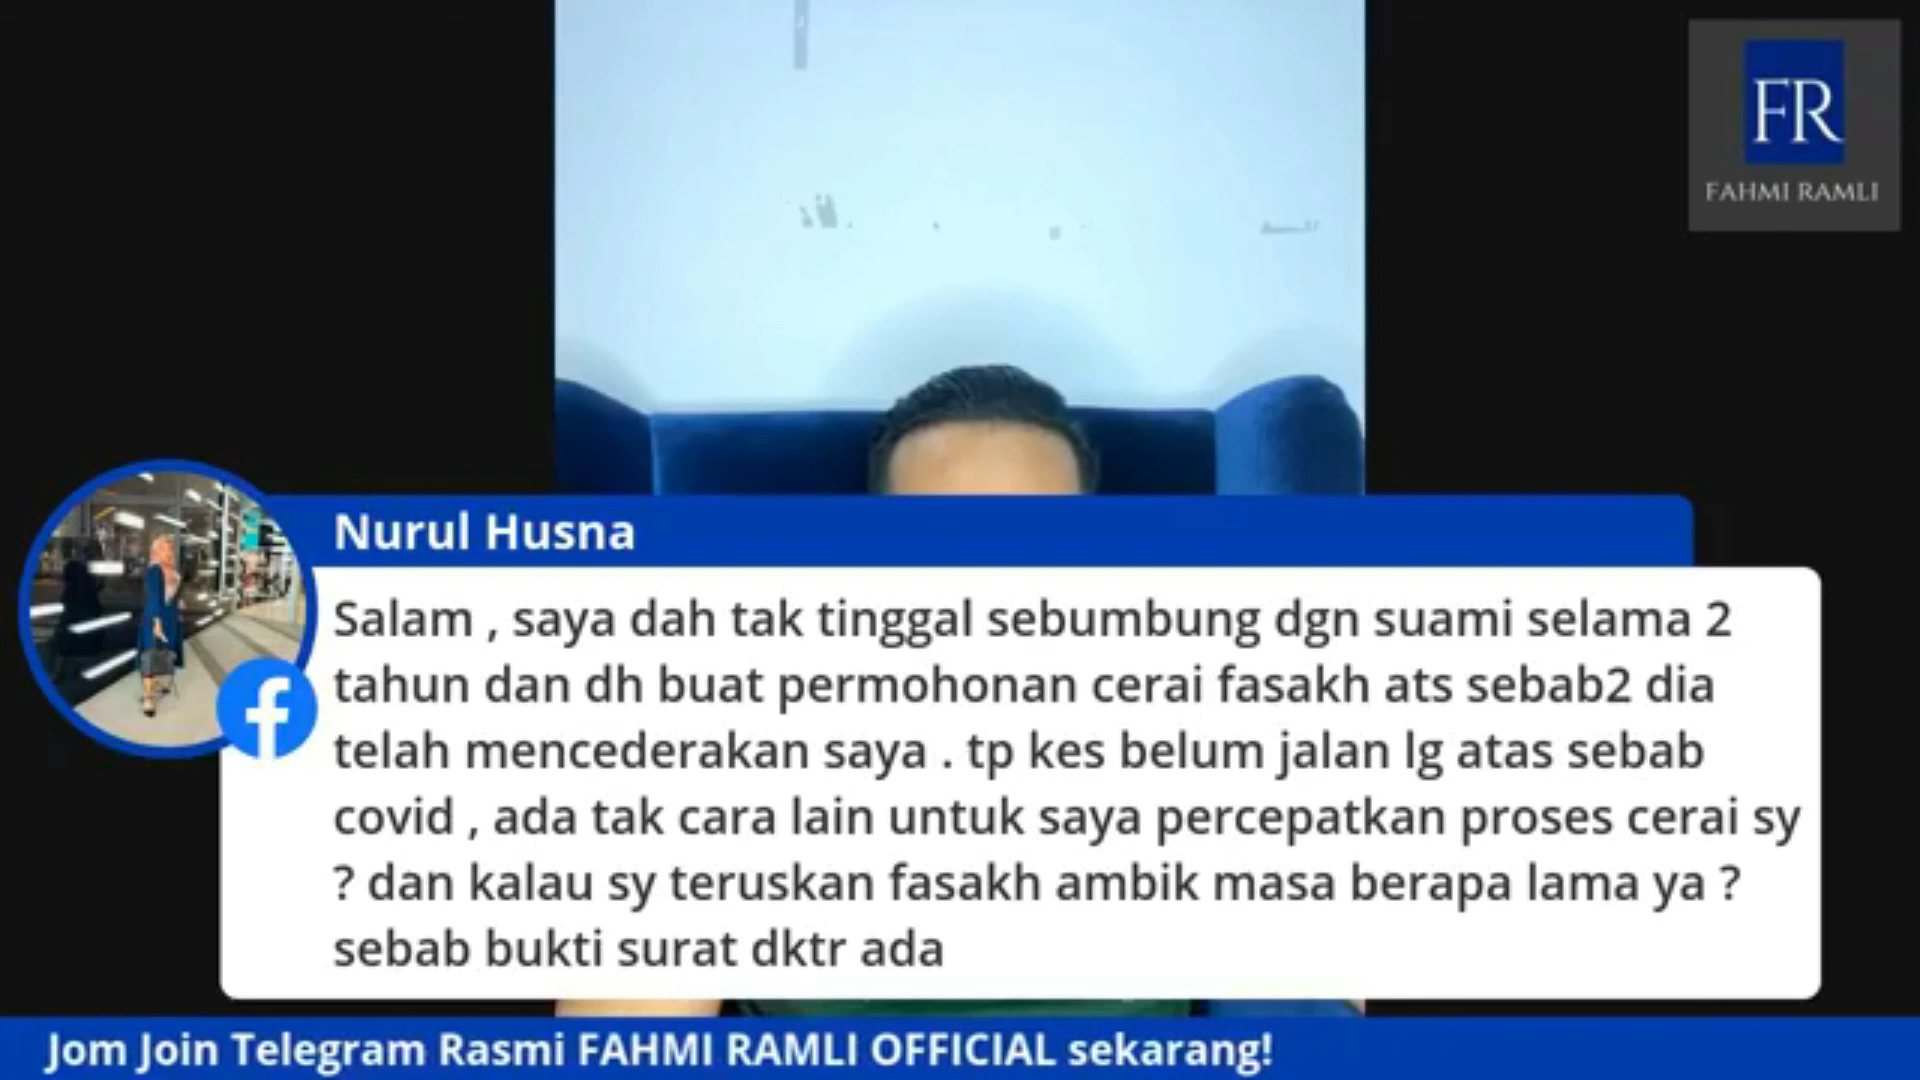 FR
FAHMI RAMLI
Nurul Husna
Salam , saya dah tak tinggal sebumbung dgn suami selama 2
tahun dan dh buat permohonan cerai fasakh ats sebab2 dia
telah mencederakan saya . tp kes belum jalan lg atas sebab
covid , ada tak cara lain untuk saya percepatkan proses cerai sy
? dan kalau sy teruskan fasakh ambik masa berapa lama ya ?
sebab bukti surat dktr ada
Jom Join Telegram Rasmi FAHMI RAMLI OFFICIAL sekarang!